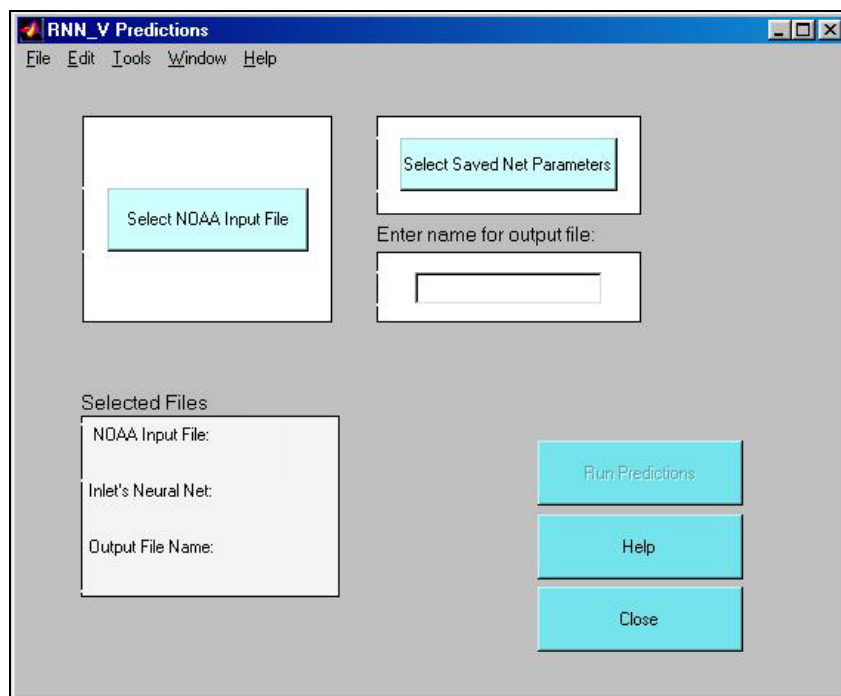 RNN_V Predictions
File Edit Tools Window Help
Select NOAA Input File
Select Saved Net Parameters
Enter name for output file:
Selected Files
NOAA Input File:
Inlet's Neural Net:
Output File Name:
Run Predictions
Help
Close